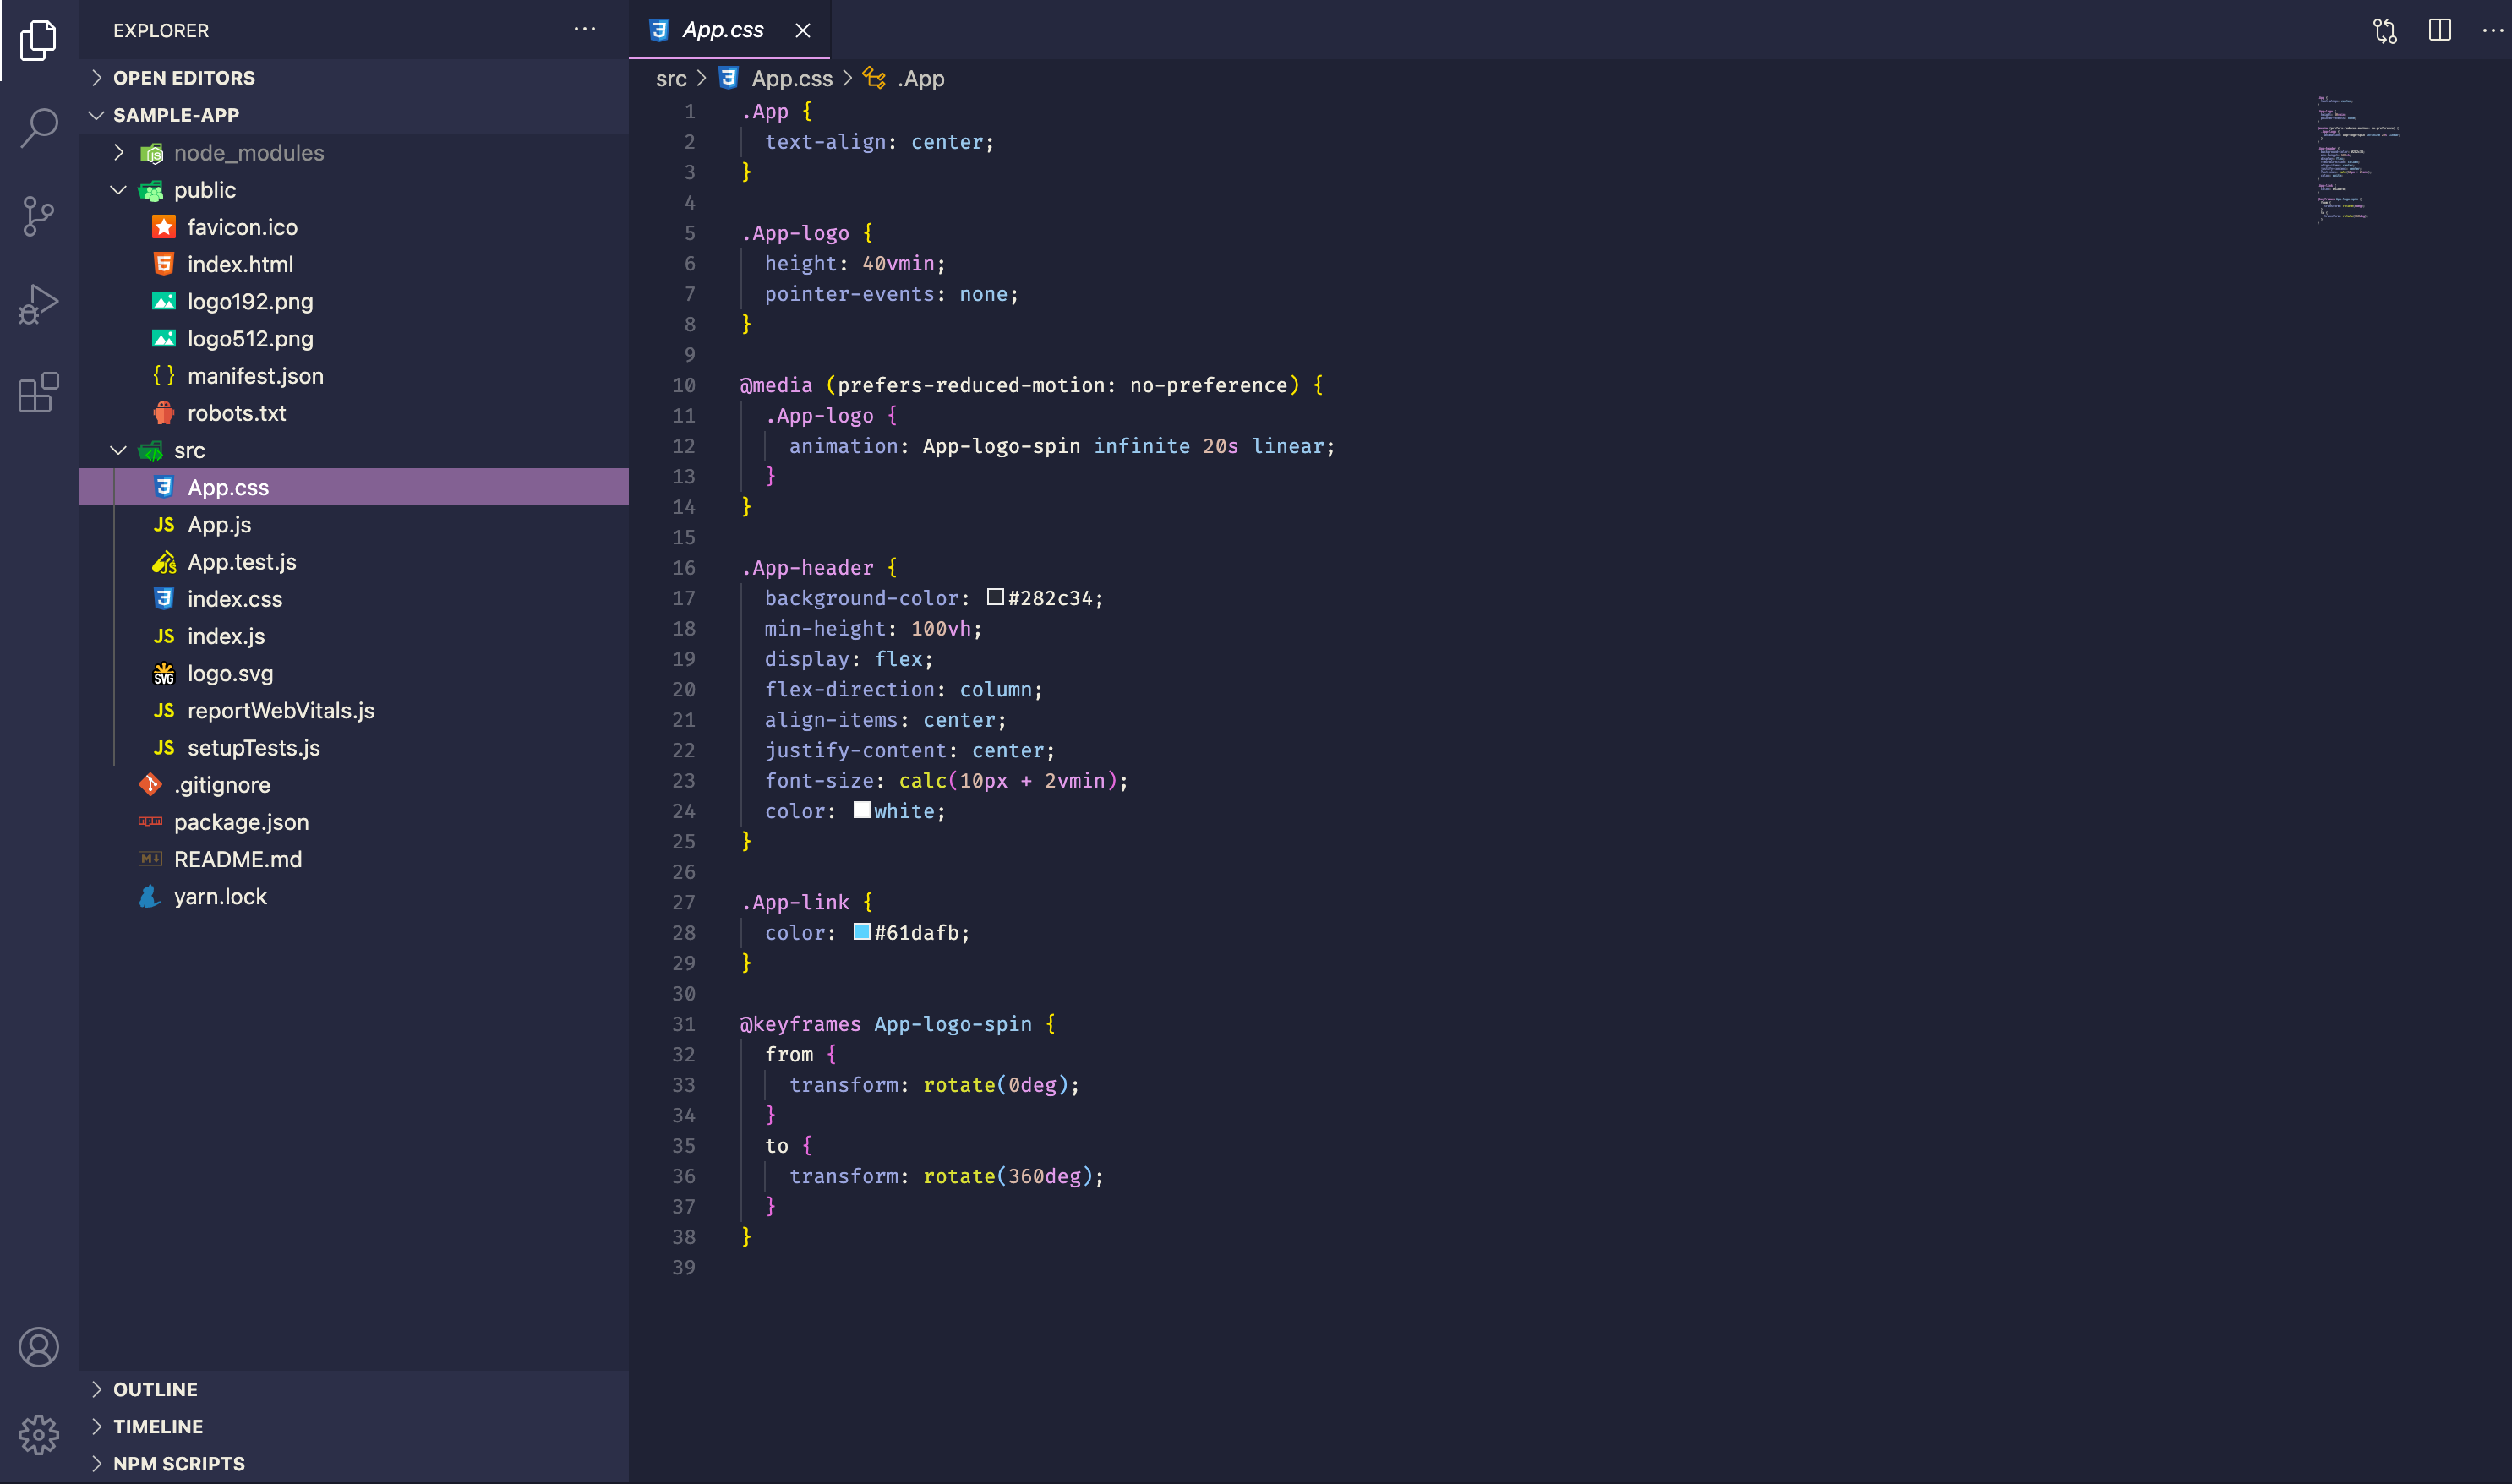 EXPLORER
OPEN EDITORS
SAMPLE-APP
node_modules
public
favicon.ico
index.html
logo192.png
logo512.png
manifest.json
robots.txt
src
App.css
JS App.js
App.test.js
index.css
JS index.js
SVG logo.svg
JS reportWebVitals.js
JS setupTests.js
.gitignore
package.json
README.md
yarn.lock
OUTLINE
TIMELINE
NPM SCRIPTS
App.css
src > App.css > .App
1 .App {
2   text-align: center;
3 }
4
5 .App-logo {
6   height: 40vmin;
7   pointer-events: none;
8 }
9
10 @media (prefers-reduced-motion: no-preference) {
11   .App-logo {
12     animation: App-logo-spin infinite 20s linear;
13   }
14 }
15
16 .App-header {
17   background-color: #282c34;
18   min-height: 100vh;
19   display: flex;
20   flex-direction: column;
21   align-items: center;
22   justify-content: center;
23   font-size: calc(10px + 2vmin);
24   color: white;
25 }
26
27 .App-link {
28   color: #61dafb;
29 }
30
31 @keyframes App-logo-spin {
32   from {
33     transform: rotate(0deg);
34   }
35   to {
36     transform: rotate(360deg);
37   }
38 }
39